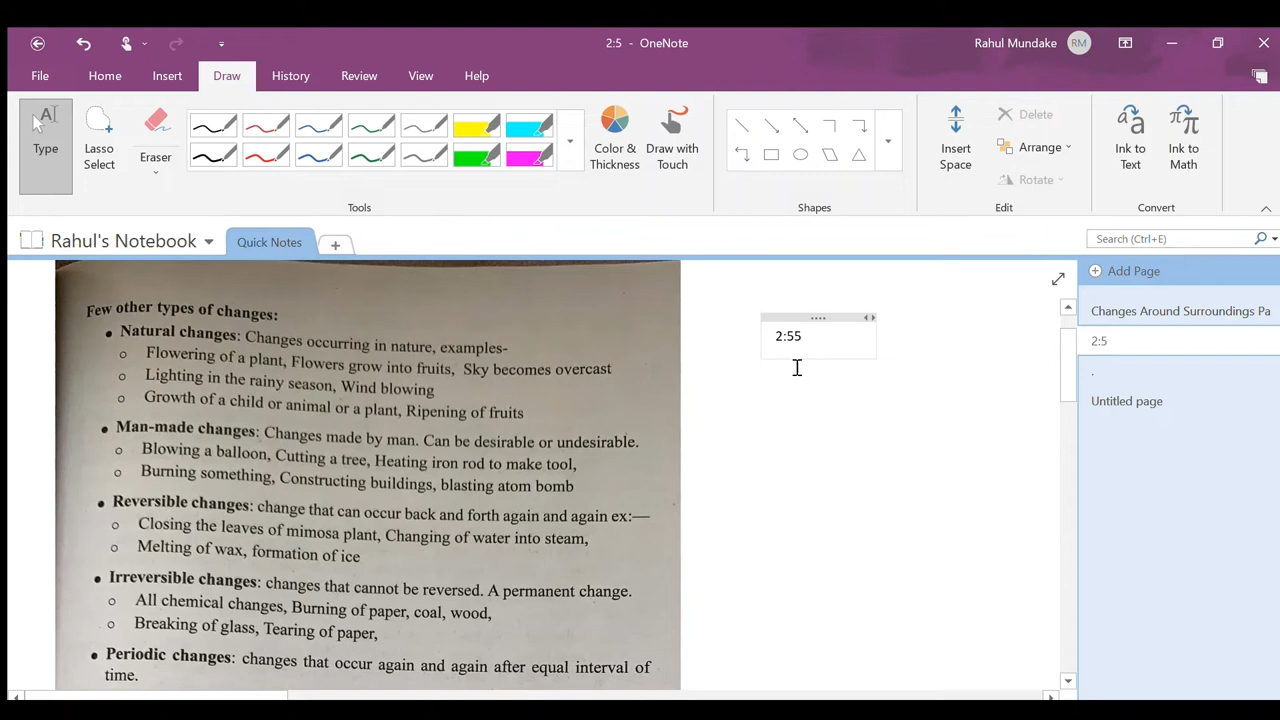 2:5 - OneNote
Rahul Mundake
RM
File
Home
Insert
Draw
History
Review
View
Help
Type
Lasso
Select
Eraser
Color &
Thickness
Draw with
Touch
Insert
Space
Delete
Arrange
Rotate
Ink to
Text
Ink to
Math
Tools
Shapes
Edit
Convert
Rahul's Notebook
Quick Notes
Search (Ctrl+E)
Add Page
Changes Around Surroundings Pa
2:5
.
Untitled page
2:55
Few other types of changes:
• Natural changes: Changes occurring in nature, examples-
o Flowering of a plant, Flowers grow into fruits, Sky becomes overcast
o Lighting in the rainy season, Wind blowing
o Growth of a child or animal or a plant, Ripening of fruits
• Man-made changes: Changes made by man. Can be desirable or undesirable.
o Blowing a balloon, Cutting a tree, Heating iron rod to make tool,
o Burning something, Constructing buildings, blasting atom bomb
• Reversible changes: change that can occur back and forth again and again ex:—
o Closing the leaves of mimosa plant, Changing of water into steam,
o Melting of wax, formation of ice
• Irreversible changes: changes that cannot be reversed. A permanent change.
o All chemical changes, Burning of paper, coal, wood,
o Breaking of glass, Tearing of paper,
• Periodic changes: changes that occur again and again after equal interval of
time.